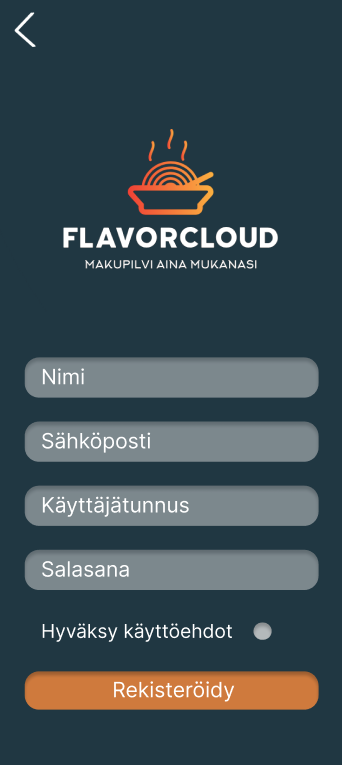 FLAVORCLOUD
MAKUPILVI AINA MUKANASI
Nimi
Sähköposti
Käyttäjätunnus
Salasana
Hyväksy käyttöehdot
Rekisteröidy